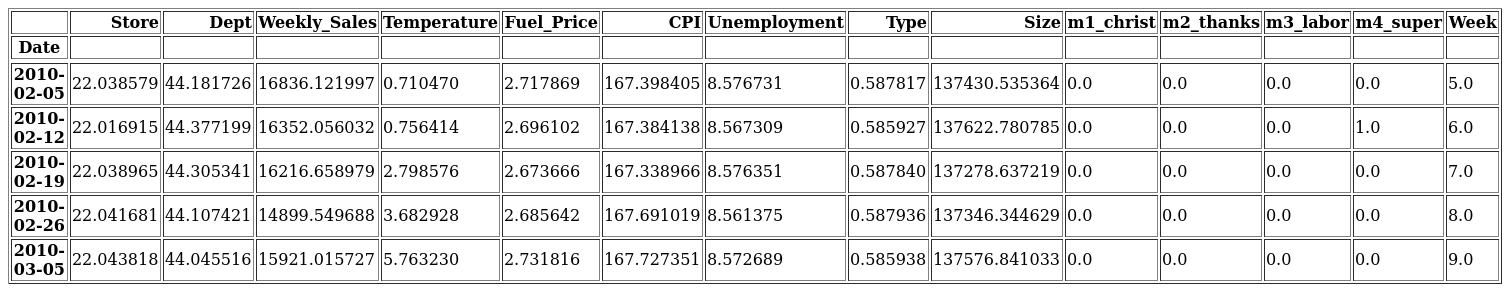 Store Dept Weekly_Sales Temperature Fuel_Price CPI Unemployment Type Size m1_christ m2_thanks m3_labor m4_super Week
Date
2010-02-05 22.038579 44.181726 16836.121997 0.710470 2.717869 167.398405 8.576731 0.587817 137430.535364 0.0 0.0 0.0 0.0 5.0
2010-02-12 22.016915 44.377199 16352.056032 0.756414 2.696102 167.384138 8.567309 0.585927 137622.780785 0.0 0.0 0.0 1.0 6.0
2010-02-19 22.038965 44.305341 16216.658979 2.798576 2.673666 167.338966 8.576351 0.587840 137278.637219 0.0 0.0 0.0 0.0 7.0
2010-02-26 22.041681 44.107421 14899.549688 3.682928 2.685642 167.691019 8.561375 0.587936 137346.344629 0.0 0.0 0.0 0.0 8.0
2010-03-05 22.043818 44.045516 15921.015727 5.763230 2.731816 167.727351 8.572689 0.585938 137576.841033 0.0 0.0 0.0 0.0 9.0